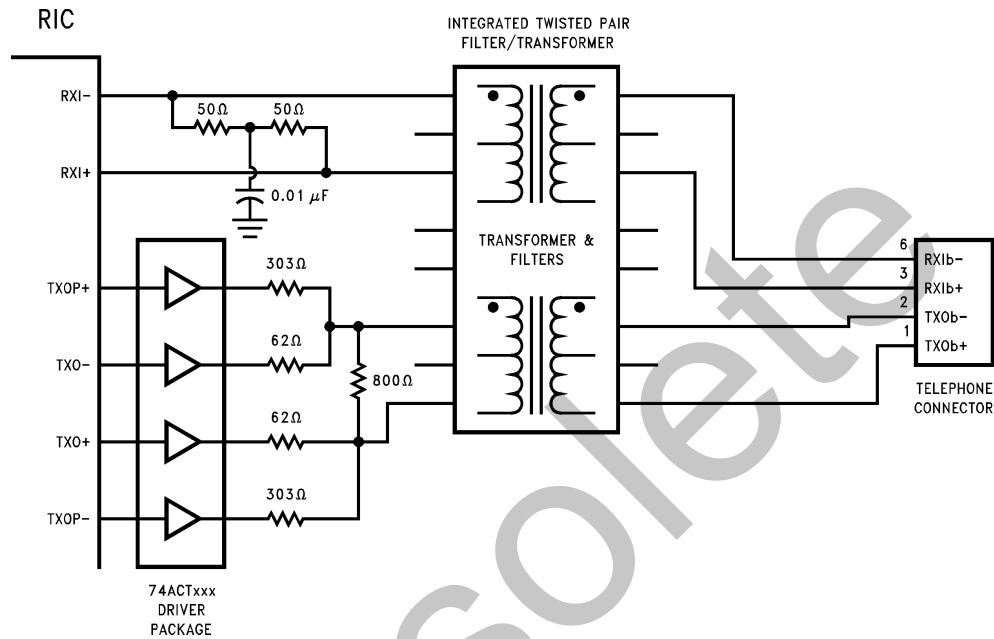 RIC
INTEGRATED TWISTED PAIR
FILTER/TRANSFORMER
RXI-
50Ω
50Ω
RXI+
0.01 μF
TRANSFORMER &
FILTERS
TXOP+
303Ω
TXO-
62Ω
800Ω
TXO+
62Ω
TXOP-
303Ω
74ACTxxx
DRIVER
PACKAGE
6
RXIb-
3
RXIb+
2
TXOb-
1
TXOb+
TELEPHONE
CONNECTOR
solete